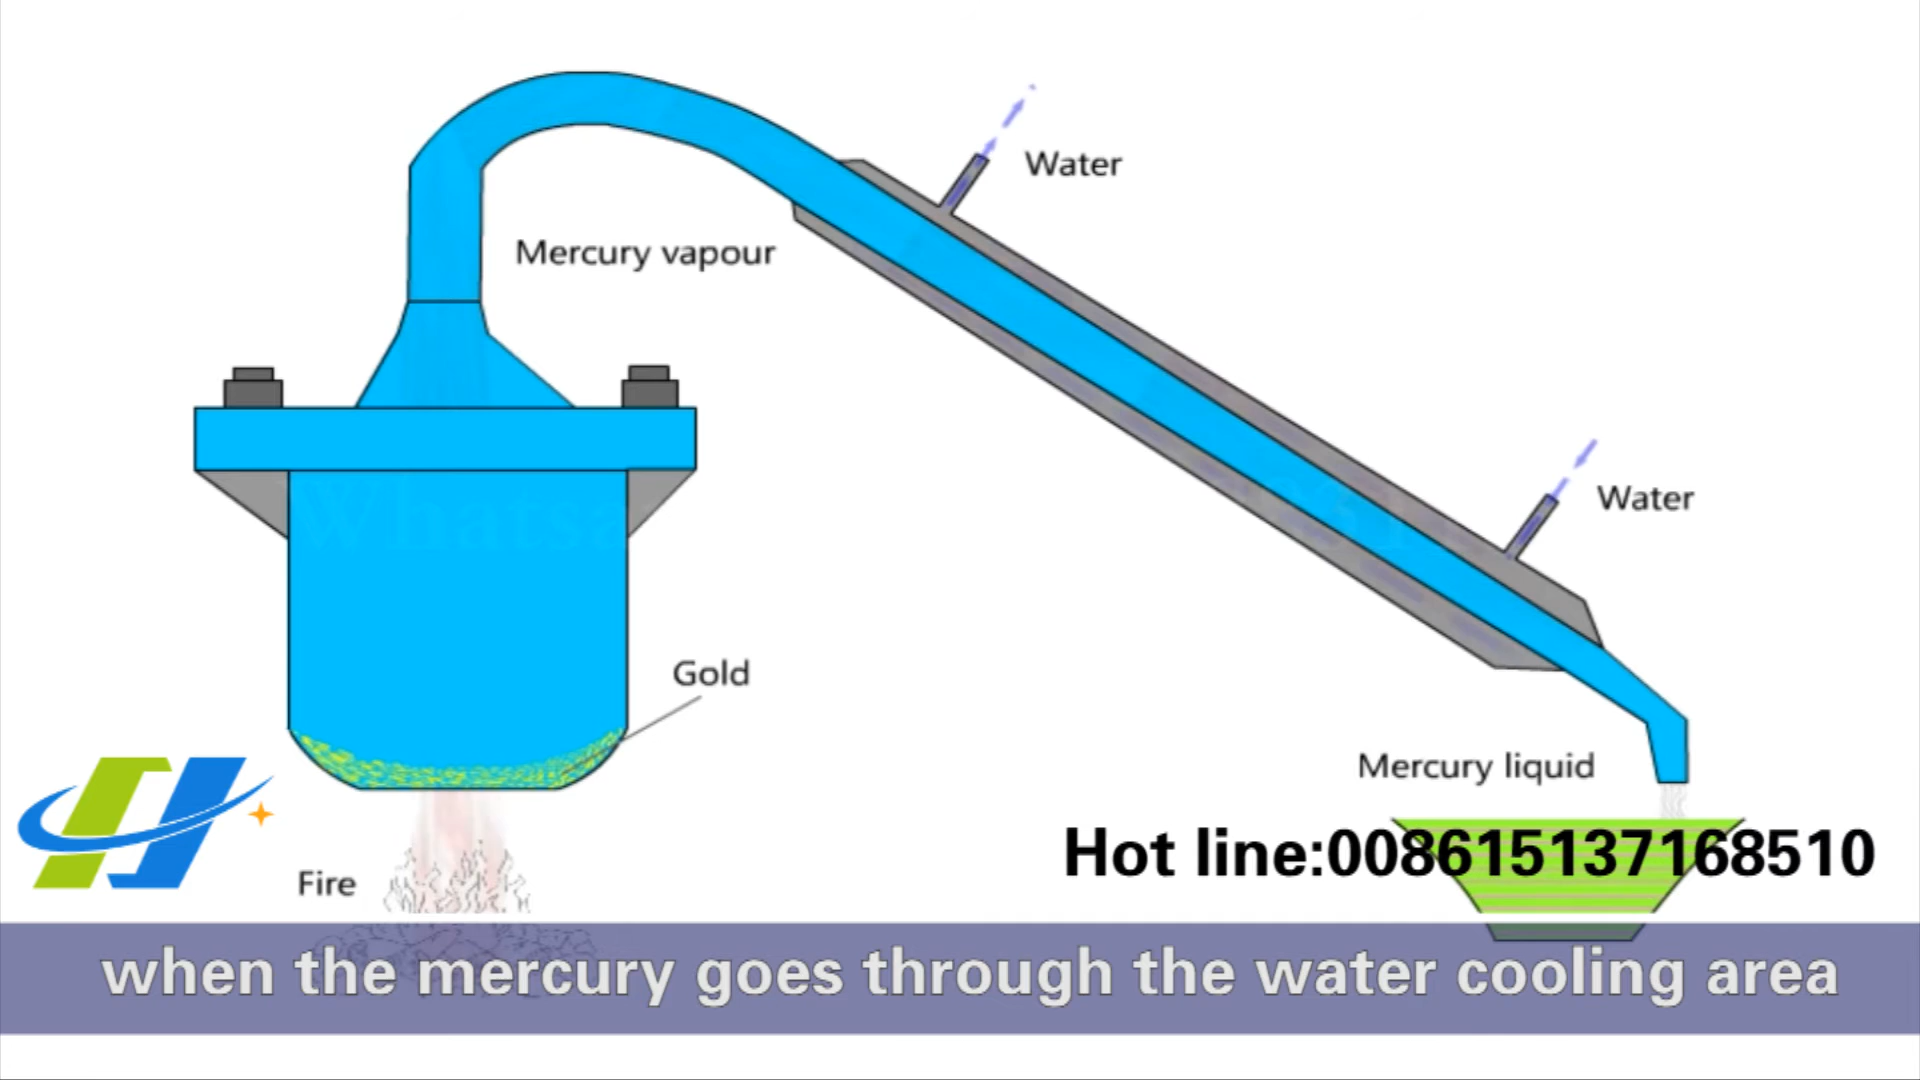 Water
Mercury vapour
Whatsa
Water
Gold
Mercury liquid
Hot line:008615137168510
Fire
when the mercury goes through the water cooling area